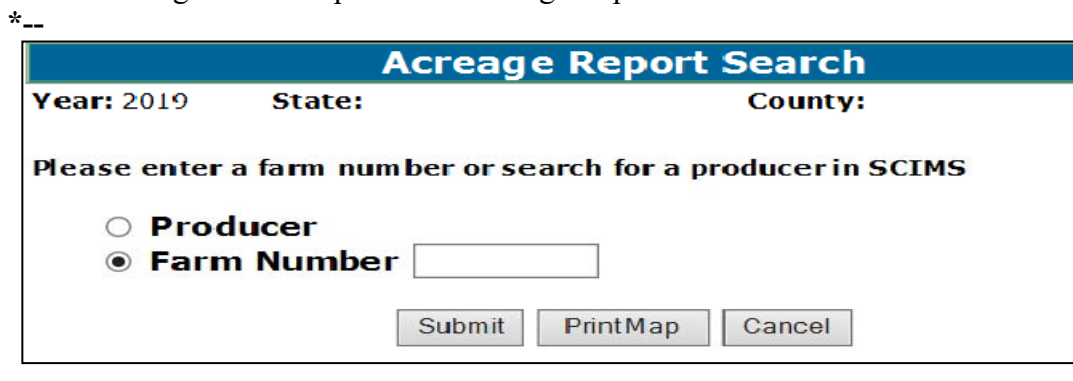 *--
Acreage Report Search
Year: 2019 State: County:
Please enter a farm number or search for a producer in SCIMS
Producer
Farm Number
Submit PrintMap Cancel